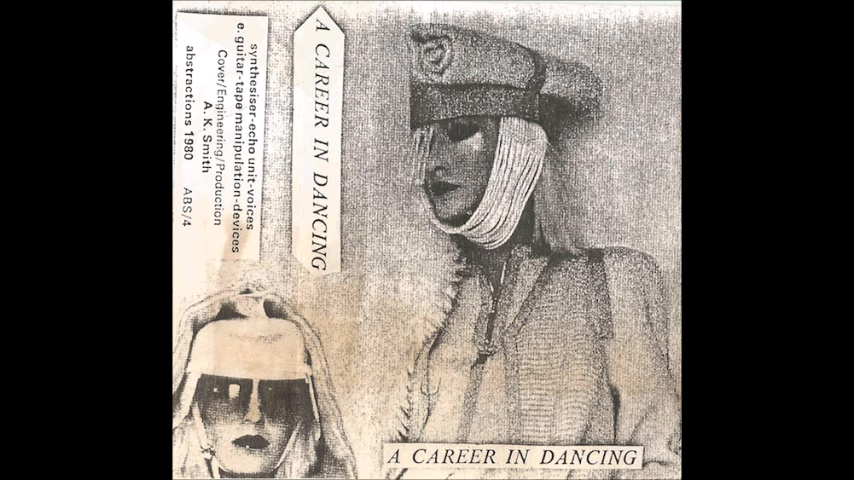 synthesiser-echo unit-voices
e. guitar-tape manipulation-devices
Cover/Engineering/Production
A. K. Smith
abstractions 1980 ABS/4
A CAREER IN DANCING
A CAREER IN DANCING